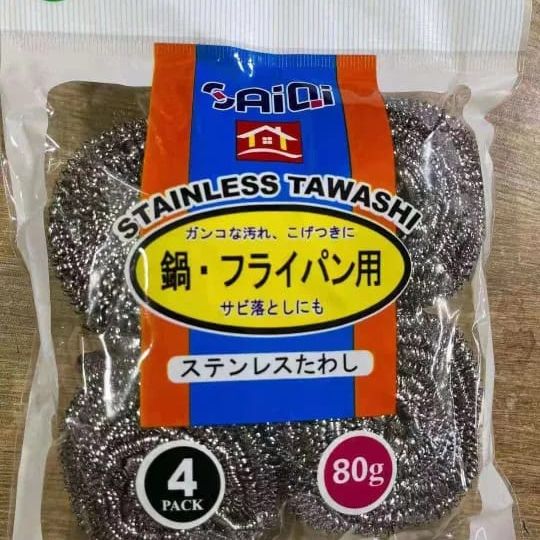 SAiQi
STAINLESS TAWASHI
ガンコな汚れ、こげつきに
鍋・フライパン用
サビ落としにも
ステンレスたわし
4
PACK
80g